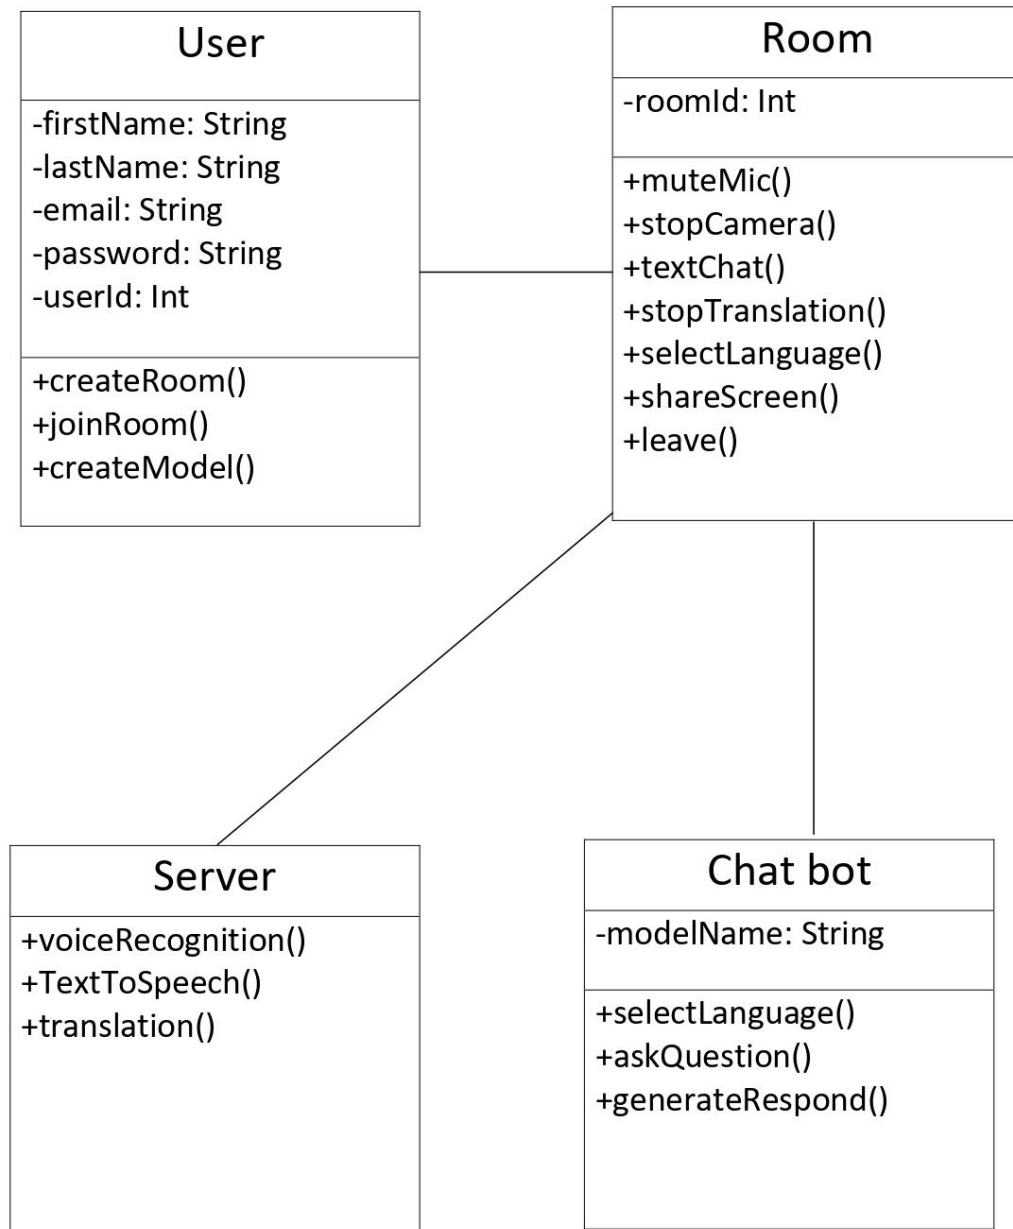 User
-firstName: String
-lastName: String
-email: String
-password: String
-userId: Int
+createRoom()
+joinRoom()
+createModel()
Room
-roomId: Int
+muteMic()
+stopCamera()
+textChat()
+stopTranslation()
+selectLanguage()
+shareScreen()
+leave()
Server
+voiceRecognition()
+TextToSpeech()
+translation()
Chat bot
-modelName: String
+selectLanguage()
+askQuestion()
+generateRespond()